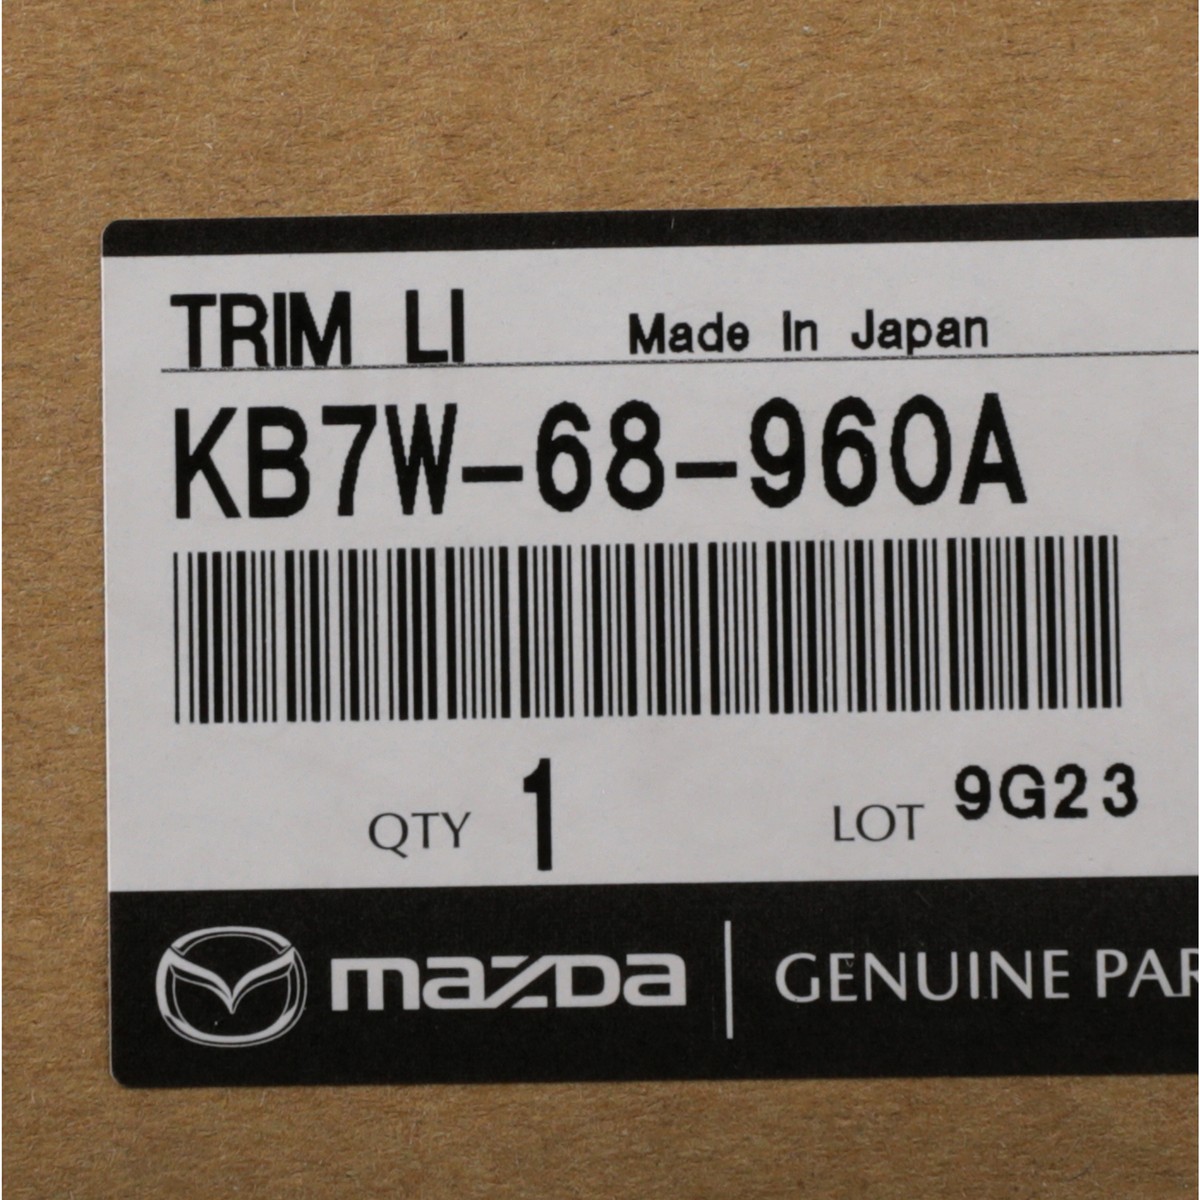 TRIM LI Made In Japan
KB7W-68-960A
QTY 1 LOT 9G23
mazda GENUINE PAR